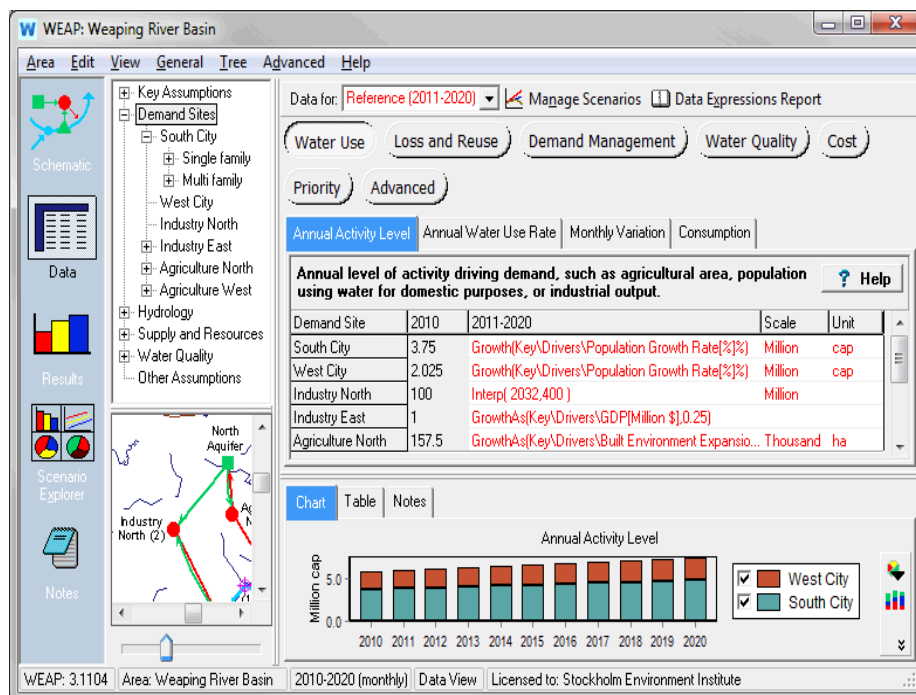 WEAP: Weaping River Basin
Area Edit View General Tree Advanced Help
Schematic
Data
Results
Scenario
Explorer
Notes
Key Assumptions
Demand Sites
South City
Single family
Multi family
West City
Industry North
Industry East
Agriculture North
Agriculture West
Hydrology
Supply and Resources
Water Quality
Other Assumptions
North
Aquifer
Industry
North (2)
Data for: Reference (2011-2020) Manage Scenarios Data Expressions Report
Water Use Loss and Reuse Demand Management Water Quality Cost
Priority Advanced
Annual Activity Level Annual Water Use Rate Monthly Variation Consumption
Annual level of activity driving demand, such as agricultural area, population
using water for domestic purposes, or industrial output.
? Help
Demand Site 2010 2011-2020 Scale Unit
South City 3.75 Growth(Key\Drivers\Population Growth Rate[%]%) Million cap
West City 2.025 Growth(Key\Drivers\Population Growth Rate[%]%) Million cap
Industry North 100 Interp( 2032,400 ) Million
Industry East 1 GrowthAs(Key\Drivers\GDP[Million $],0.25)
Agriculture North 157.5 GrowthAs(Key\Drivers\Built Environment Expansio... Thousand ha
Chart Table Notes
Annual Activity Level
Million cap
5.0
0.0
2010 2011 2012 2013 2014 2015 2016 2017 2018 2019 2020
West City
South City
WEAP: 3.1104 Area: Weaping River Basin 2010-2020 (monthly) Data View Licensed to: Stockholm Environment Institute